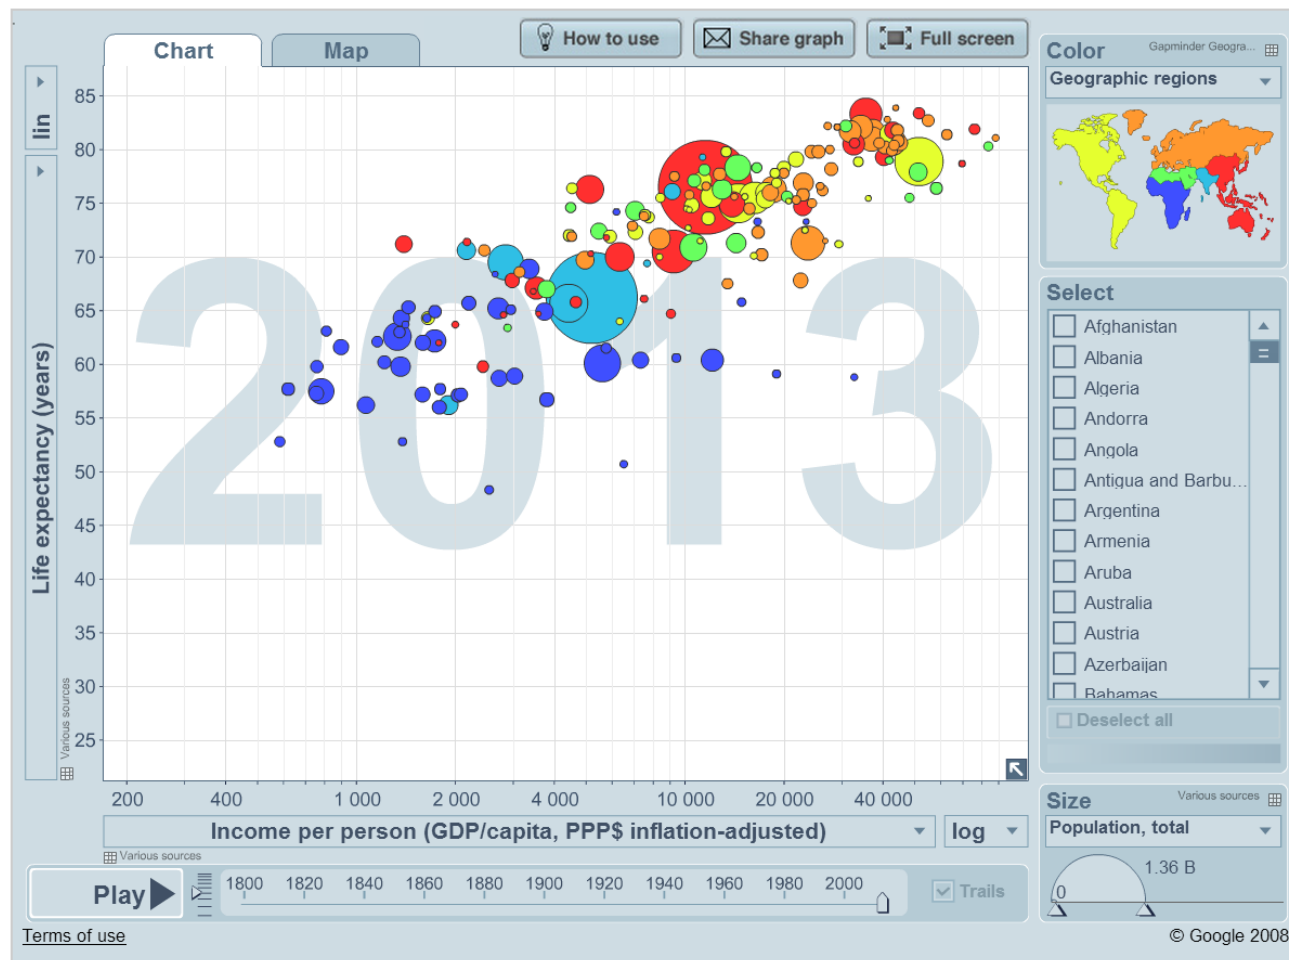 Chart
Map
How to use
Share graph
Full screen
Color
Gapminder Geogra...
Geographic regions
lin
Life expectancy (years)
Various sources
85
80
75
70
65
60
55
50
45
40
35
30
25
2013
200
400
1 000
2 000
4 000
10 000
20 000
40 000
Income per person (GDP/capita, PPP$ inflation-adjusted)
log
Various sources
Select
Afghanistan
Albania
Algeria
Andorra
Angola
Antigua and Barbu...
Argentina
Armenia
Aruba
Australia
Austria
Azerbaijan
Bahamas
Deselect all
Size
Various sources
Population, total
1.36 B
0
Play
1800
1820
1840
1860
1880
1900
1920
1940
1960
1980
2000
Trails
Terms of use
© Google 2008